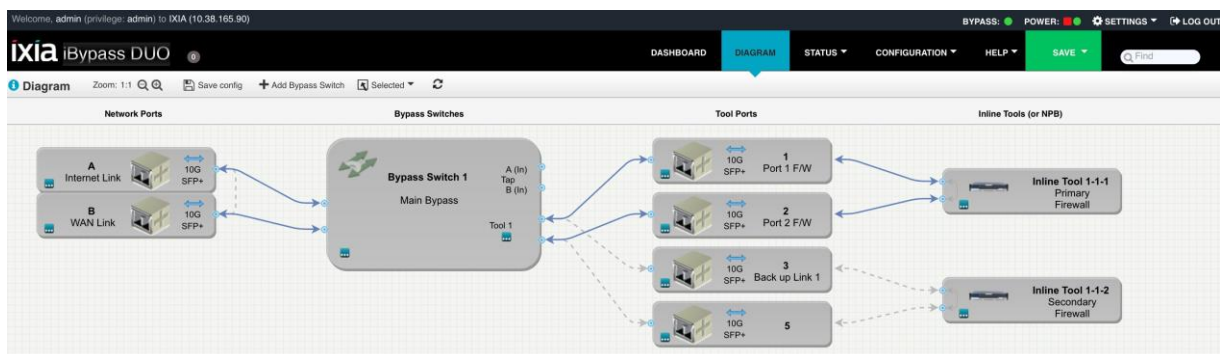 Welcome, admin (privilege: admin) to IXIA (10.38.165.90)
BYPASS: POWER: SETTINGS LOG OUT
ixia iBypass DUO 0
DASHBOARD DIAGRAM STATUS CONFIGURATION HELP SAVE Find
Diagram Zoom: 1:1 Save config Add Bypass Switch Selected
Network Ports Bypass Switches Tool Ports Inline Tools (or NPB)
A
Internet Link
10G
SFP+
B
WAN Link
10G
SFP+
Bypass Switch 1
Main Bypass
A (In)
Tap
B (In)
Tool 1
10G
SFP+
1
Port 1 F/W
10G
SFP+
2
Port 2 F/W
10G
SFP+
3
Back up Link 1
10G
SFP+
5
Inline Tool 1-1-1
Primary
Firewall
Inline Tool 1-1-2
Secondary
Firewall